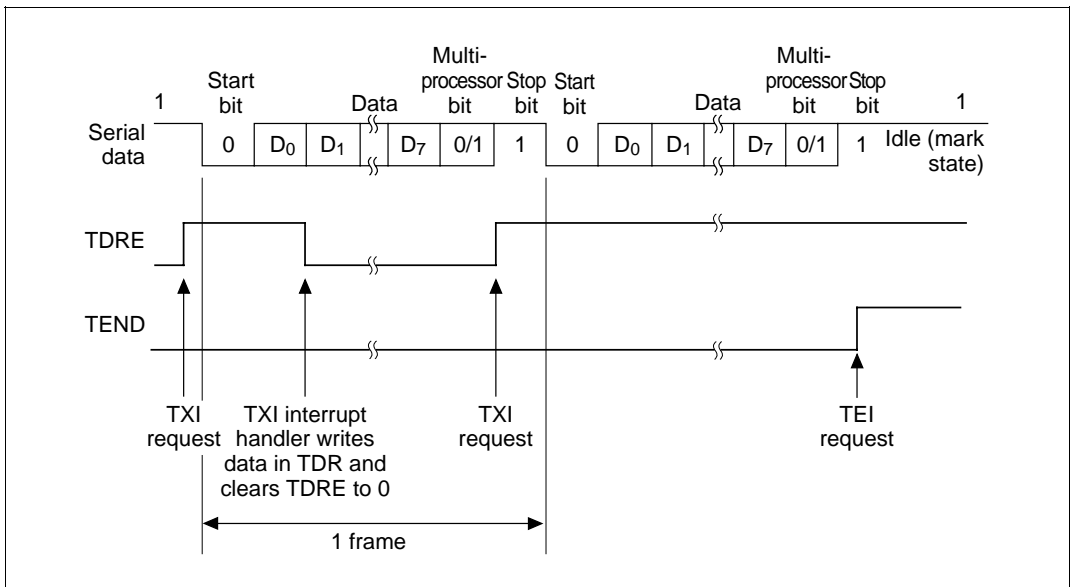 Multi-
processor
bit
Multi-
processor
bit
Start
bit
Stop
bit
Start
bit
Stop
bit
1
Data
Data
1
Serial
data
0
D0
D1
D7
0/1
1
0
D0
D1
D7
0/1
1
Idle (mark
state)
TDRE
TEND
TXI
request
TXI interrupt
handler writes
data in TDR and
clears TDRE to 0
TXI
request
TEI
request
1 frame